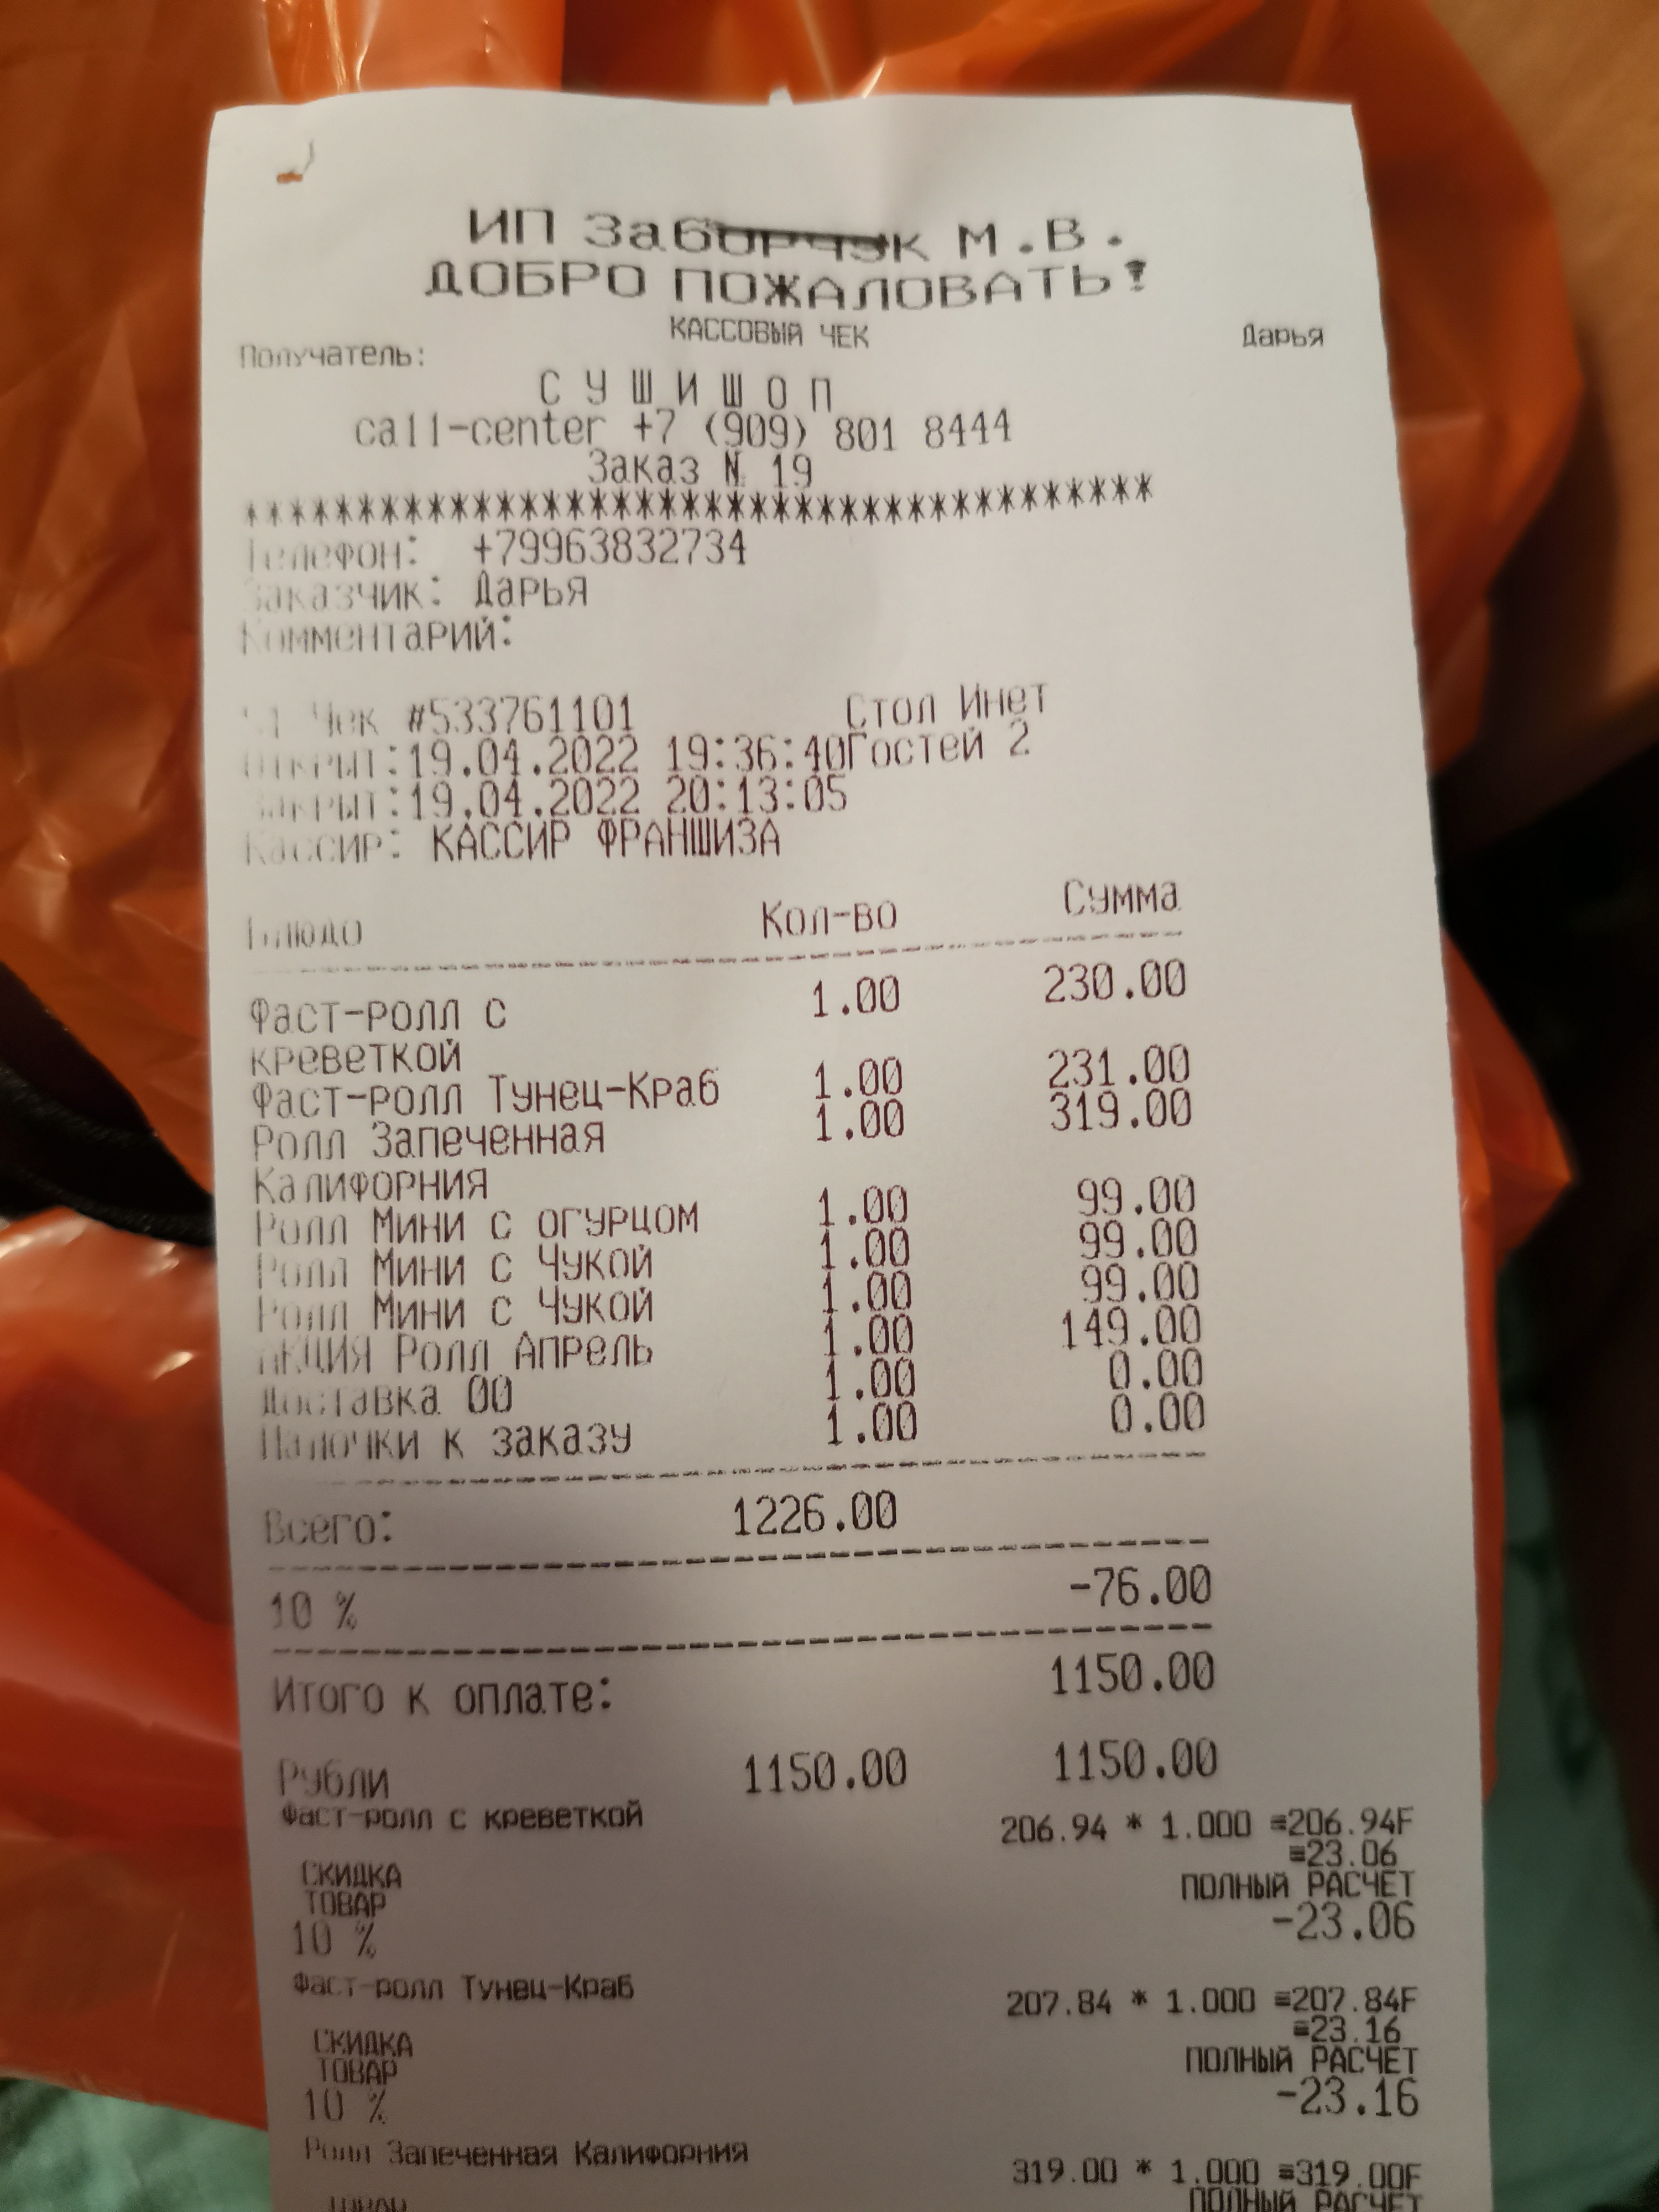 ИП Заборчук М.В.
ДОБРО ПОЖАЛОВАТЬ!
КАССОВЫЙ ЧЕК
Получатель: Дарья
СУШИШОП
call-center +7 (909) 801 8444
Заказ № 19
****************************************
Телефон: +79963832734
Заказчик: Дарья
Комментарий:
Чек #533761101 Стол Инет
Открыт:19.04.2022 19:36:40Гостей 2
Закрыт:19.04.2022 20:13:05
Кассир: КАССИР ФРАНШИЗА
Блюдо Кол-во Сумма
Фаст-ролл с 1.00 230.00
креветкой
Фаст-ролл Тунец-Краб 1.00 231.00
Ролл Запеченная 1.00 319.00
Калифорния
Ролл Мини с огурцом 1.00 99.00
Ролл Мини с Чукой 1.00 99.00
Ролл Мини с Чукой 1.00 99.00
АКЦИЯ Ролл Апрель 1.00 149.00
Доставка 00 1.00 0.00
Палочки к заказу 1.00 0.00
Всего: 1226.00
10 % -76.00
Итого к оплате: 1150.00
Рубли 1150.00 1150.00
Фаст-ролл с креветкой
206.94 * 1.000 =206.94F
СКИДКА =23.06
ТОВАР ПОЛНЫЙ РАСЧЕТ
10 % -23.06
Фаст-ролл Тунец-Краб
207.84 * 1.000 =207.84F
СКИДКА =23.16
ТОВАР ПОЛНЫЙ РАСЧЕТ
10 % -23.16
Ролл Запеченная Калифорния
319.00 * 1.000 =319.00F
ТОВАР ПОЛНЫЙ РАСЧЕТ